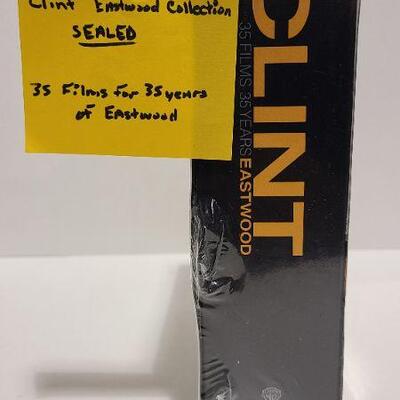 Clint Eastwood Collection
SEALED
35 Films for 35 years
of Eastwood
CLINT
35 FILMS 35 YEARS EASTWOOD